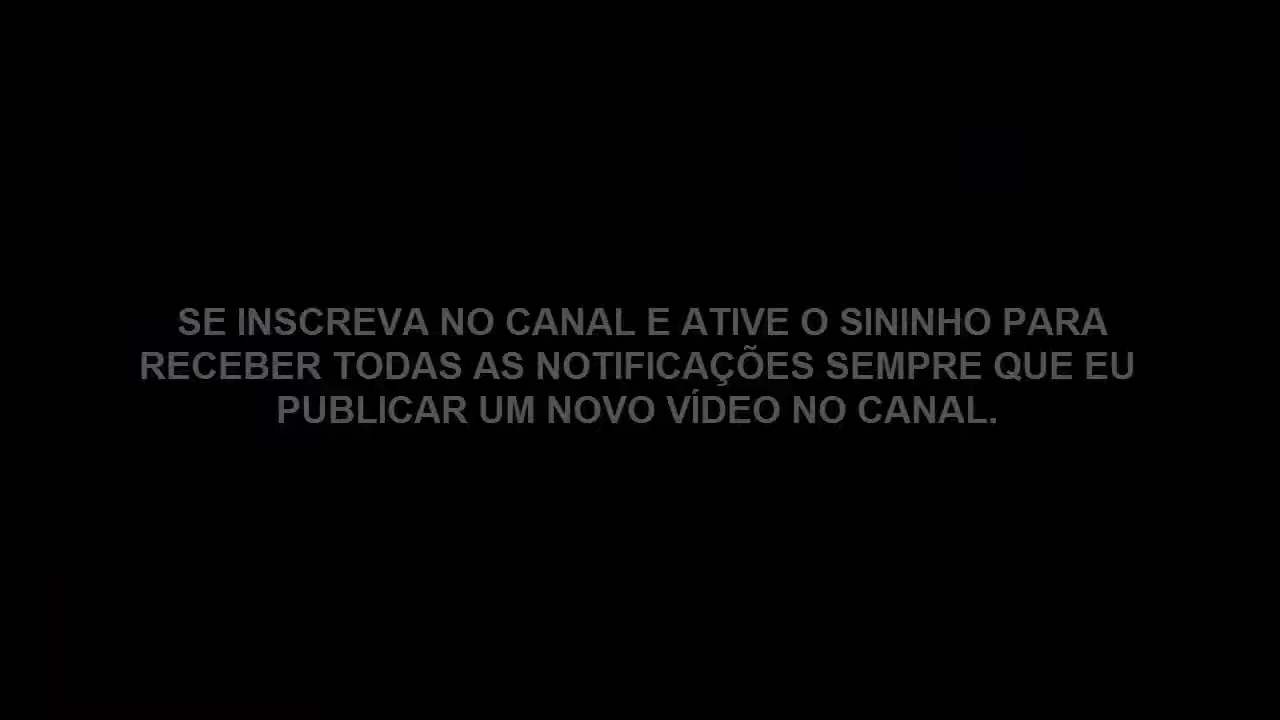 SE INSCREVA NO CANAL E ATIVE O SININHO PARA
RECEBER TODAS AS NOTIFICAÇÕES SEMPRE QUE EU
PUBLICAR UM NOVO VÍDEO NO CANAL.